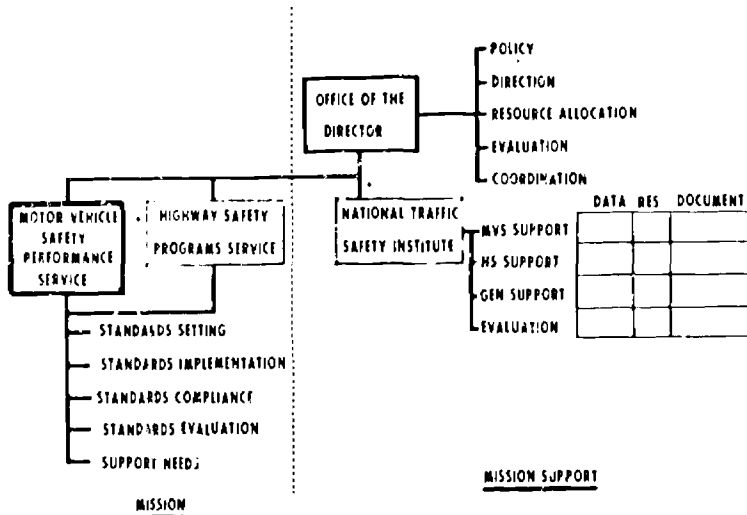 OFFICE OF THE
DIRECTOR
POLICY
DIRECTION
RESOURCE ALLOCATION
EVALUATION
COORDINATION
MOTOR VEHICLE
SAFETY
PERFORMANCE
SERVICE
HIGHWAY SAFETY
PROGRAMS SERVICE
NATIONAL TRAFFIC
SAFETY INSTITUTE
DATA RES DOCUMENT
MVS SUPPORT
HS SUPPORT
GEN SUPPORT
EVALUATION
STANDARDS SETTING
STANDARDS IMPLEMENTATION
STANDARDS COMPLIANCE
STANDARDS EVALUATION
SUPPORT NEEDS
MISSION
MISSION SUPPORT